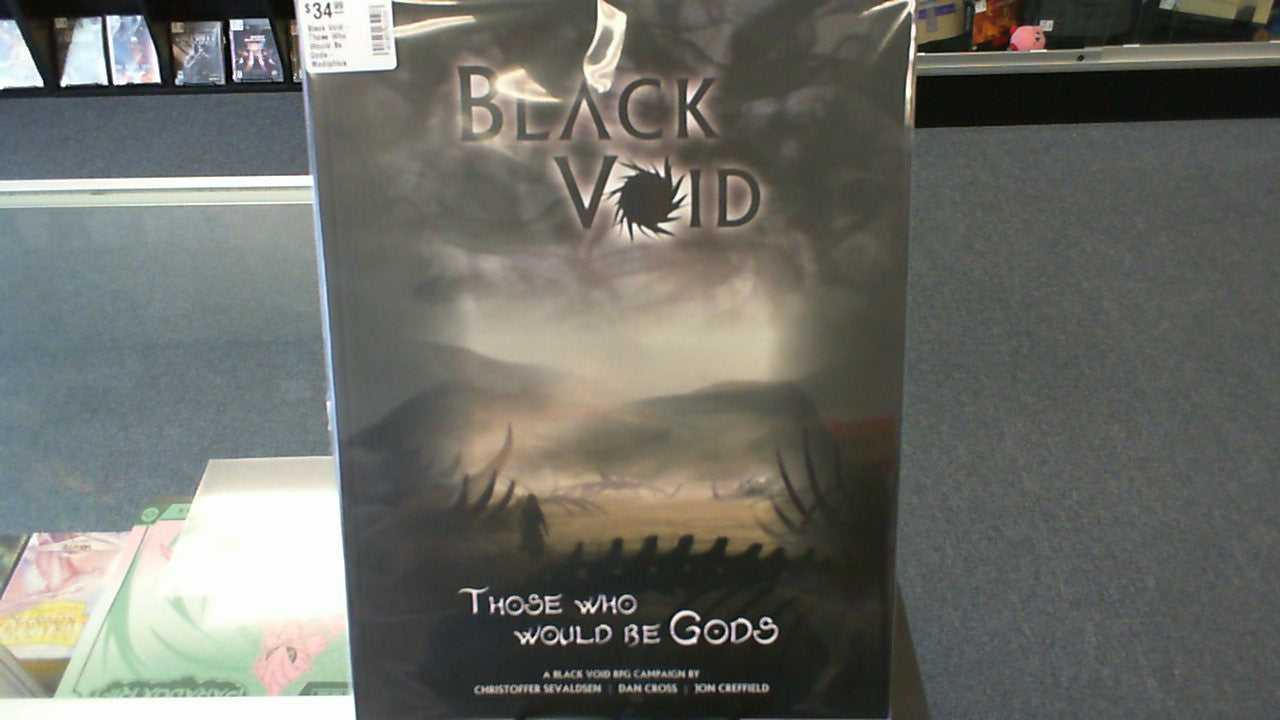 $34.99
Black Void
Those Who
Would Be
Gods -
Modiphius
BLACK
VOID
THOSE WHO
WOULD BE GODS
A BLACK VOID RPG CAMPAIGN BY
CHRISTOFFER SEVALDSEN | DAN CROSS | JON CREFFIELD